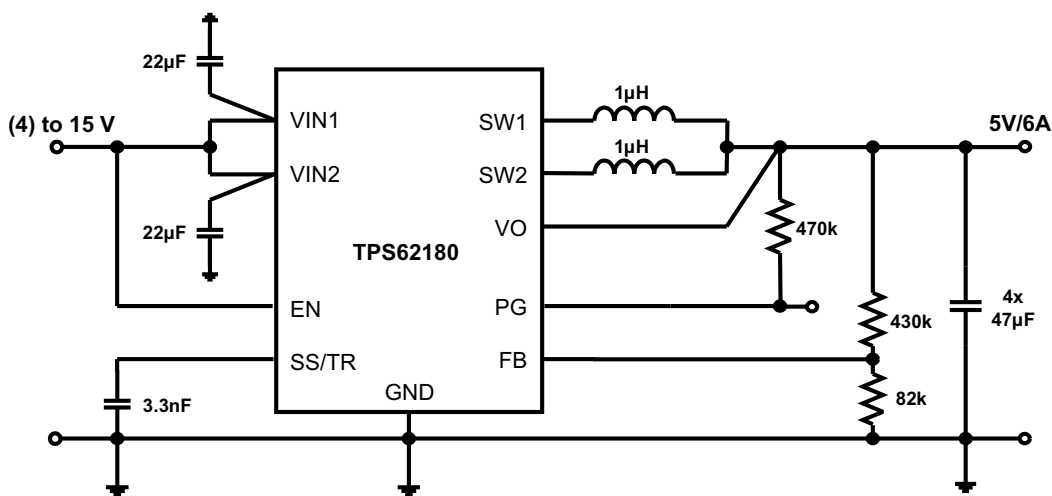 22µF
(4) to 15 V
22µF
VIN1
VIN2
EN
SS/TR
GND
TPS62180
SW1
SW2
VO
PG
FB
1µH
1µH
5V/6A
470k
430k
82k
4x
47µF
3.3nF